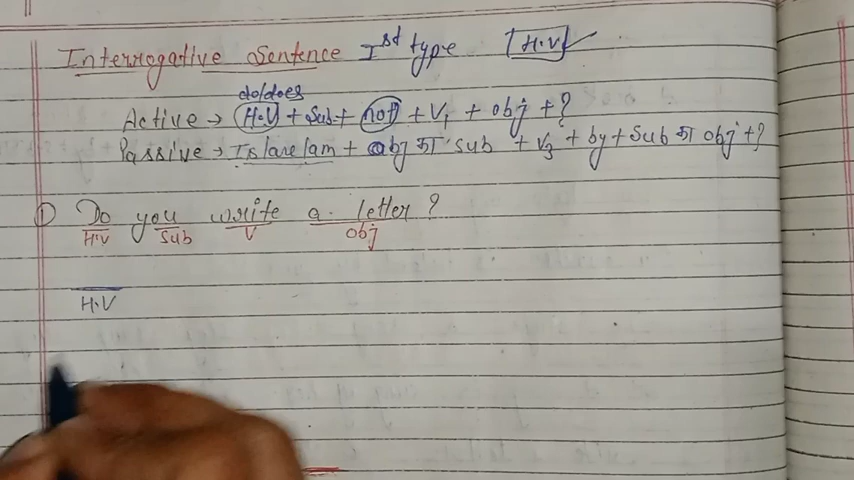 Interrogative Sentence Ist type [H.V]
do/does
Active → H.V + Sub + not + V1 + obj + ?
Passive → Is/are/am + obj का sub + V3 + by + Sub का obj + ?
① Do you write a letter ?
H.V Sub V obj
H.V